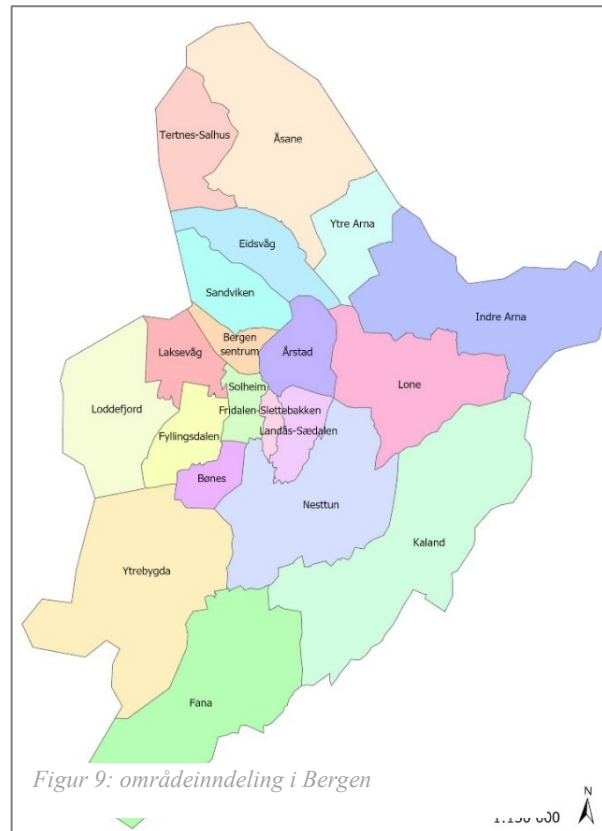 Tertnes-Salhus
Åsane
Ytre Arna
Eidsvåg
Sandviken
Indre Arna
Bergen
sentrum
Årstad
Laksevåg
Lone
Solheim
Loddefjord
Fridalen-Slettebakken
Landås-Sædalen
Fyllingsdalen
Bønes
Nesttun
Kaland
Ytrebygda
Fana
Figur 9: områdeinndeling i Bergen
N